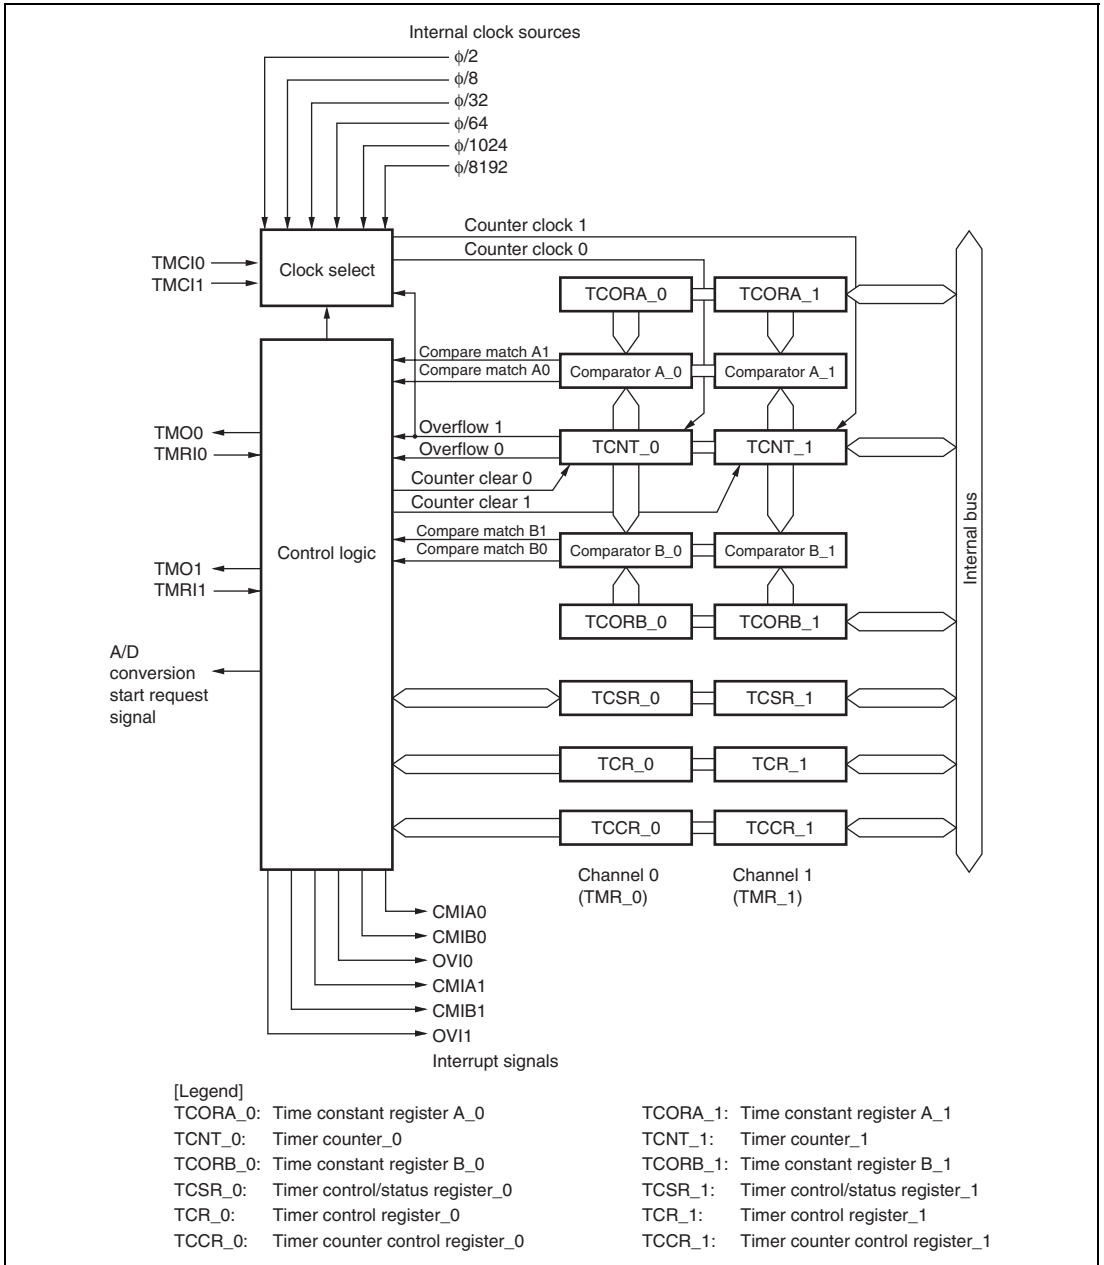 Internal clock sources
ϕ/2
ϕ/8
ϕ/32
ϕ/64
ϕ/1024
ϕ/8192
Counter clock 1
Counter clock 0
Clock select
TMCI0
TMCI1
TCORA_0
TCORA_1
Compare match A1
Compare match A0
Comparator A_0
Comparator A_1
TMO0
TMRI0
Overflow 1
Overflow 0
TCNT_0
TCNT_1
Counter clear 0
Counter clear 1
Control logic
Compare match B1
Compare match B0
Comparator B_0
Comparator B_1
TMO1
TMRI1
TCORB_0
TCORB_1
Internal bus
A/D
conversion
start request
signal
TCSR_0
TCSR_1
TCR_0
TCR_1
TCCR_0
TCCR_1
Channel 0
(TMR_0)
Channel 1
(TMR_1)
CMIA0
CMIB0
OVI0
CMIA1
CMIB1
OVI1
Interrupt signals
[Legend]
TCORA_0: Time constant register A_0
TCNT_0: Timer counter_0
TCORB_0: Time constant register B_0
TCSR_0: Timer control/status register_0
TCR_0: Timer control register_0
TCCR_0: Timer counter control register_0
TCORA_1: Time constant register A_1
TCNT_1: Timer counter_1
TCORB_1: Time constant register B_1
TCSR_1: Timer control/status register_1
TCR_1: Timer control register_1
TCCR_1: Timer counter control register_1